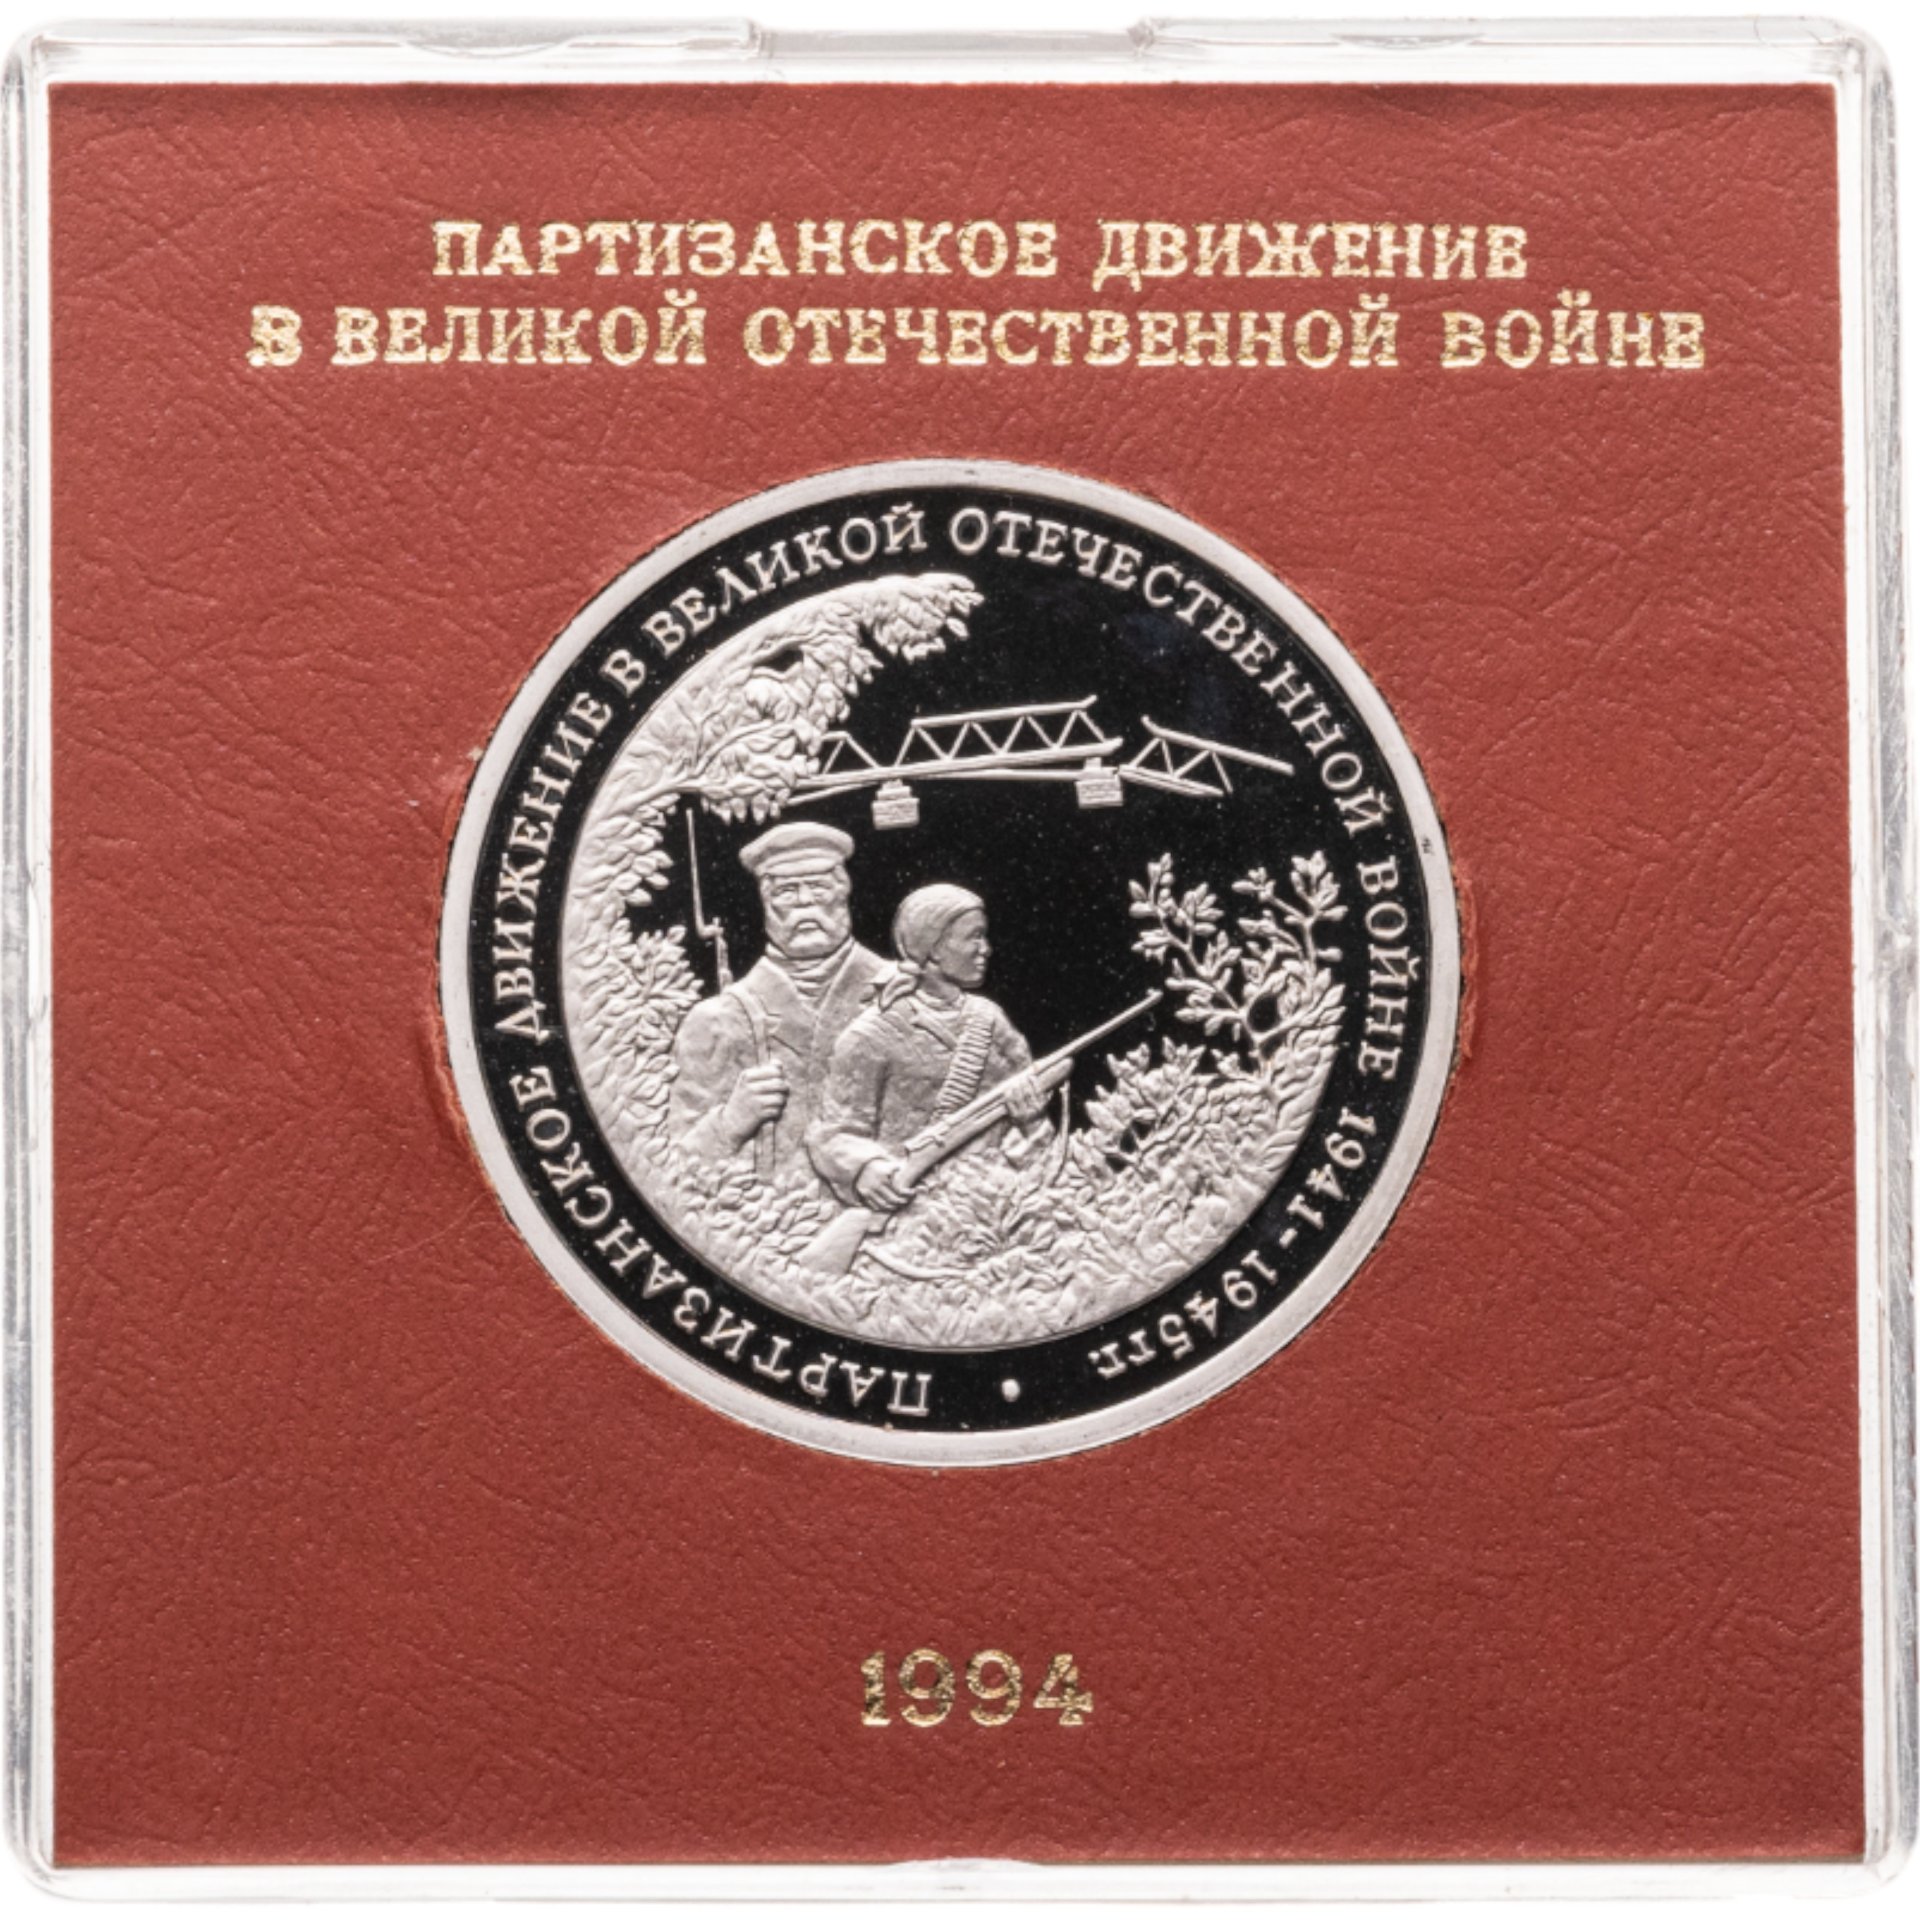 ПАРТИЗАНСКОЕ ДВИЖЕНИЕ
В ВЕЛИКОЙ ОТЕЧЕСТВЕННОЙ ВОЙНЕ
ПАРТИЗАНСКОЕ ДВИЖЕНИЕ В ВЕЛИКОЙ ОТЕЧЕСТВЕННОЙ ВОЙНЕ 1941-1945гг. •
1994